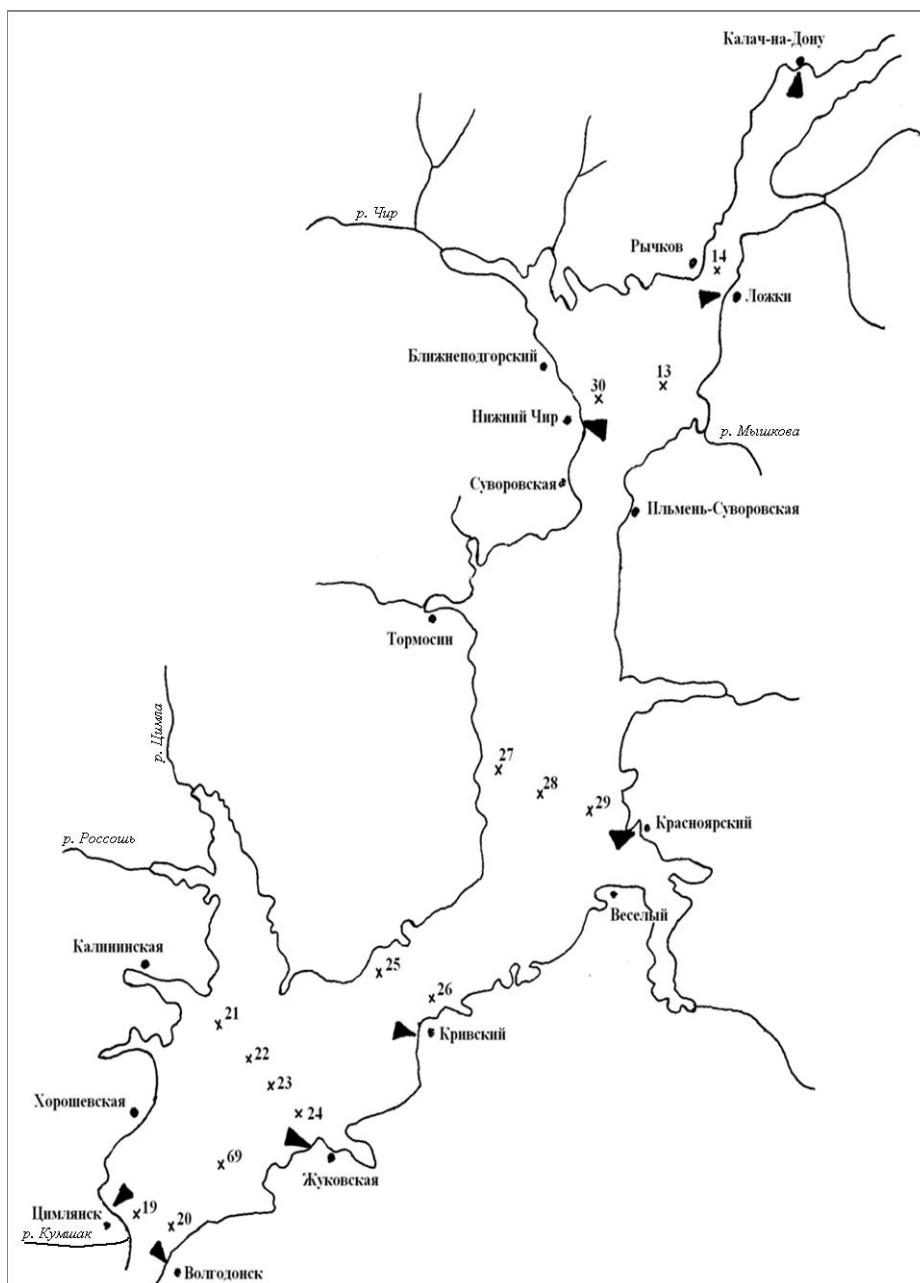 Калач-на-Дону
р. Чир
Рычков
14
Ложки
Ближнеподгорский
13
30
Нижний Чир
р. Мышкова
Суворовская
Ильмень-Суворовская
Тормосин
р. Цимла
27
28
29
Красноярский
р. Россошь
Веселый
Калининская
25
26
21
Кривский
22
23
Хорошевская
24
69
Жуковская
19
Цимлянск
20
р. Кумшак
Волгодонск